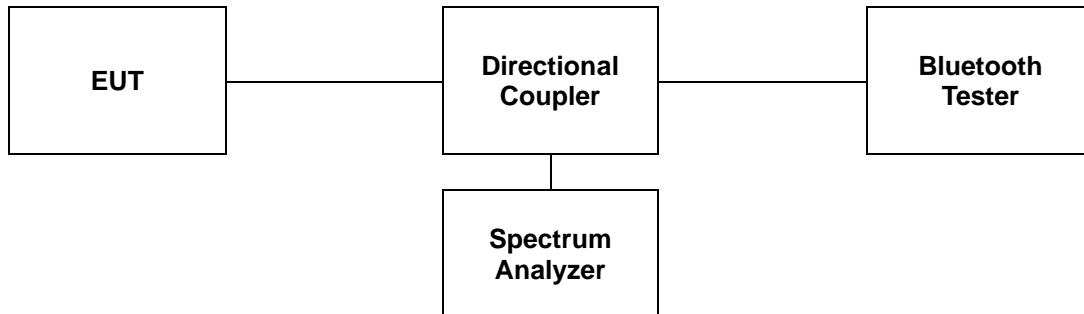 EUT
Directional
Coupler
Bluetooth
Tester
Spectrum
Analyzer